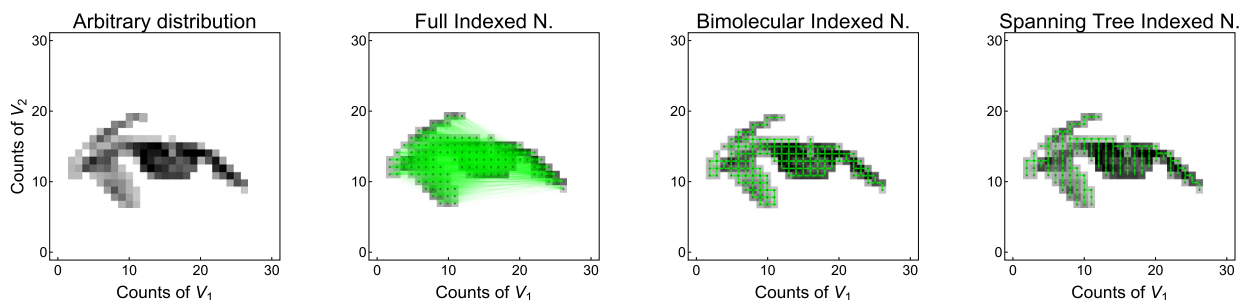 Arbitrary distribution
Full Indexed N.
Bimolecular Indexed N.
Spanning Tree Indexed N.
30
20
10
0
Counts of V2
0 10 20 30
Counts of V1
30
20
10
0
0 10 20 30
Counts of V1
30
20
10
0
0 10 20 30
Counts of V1
30
20
10
0
0 10 20 30
Counts of V1